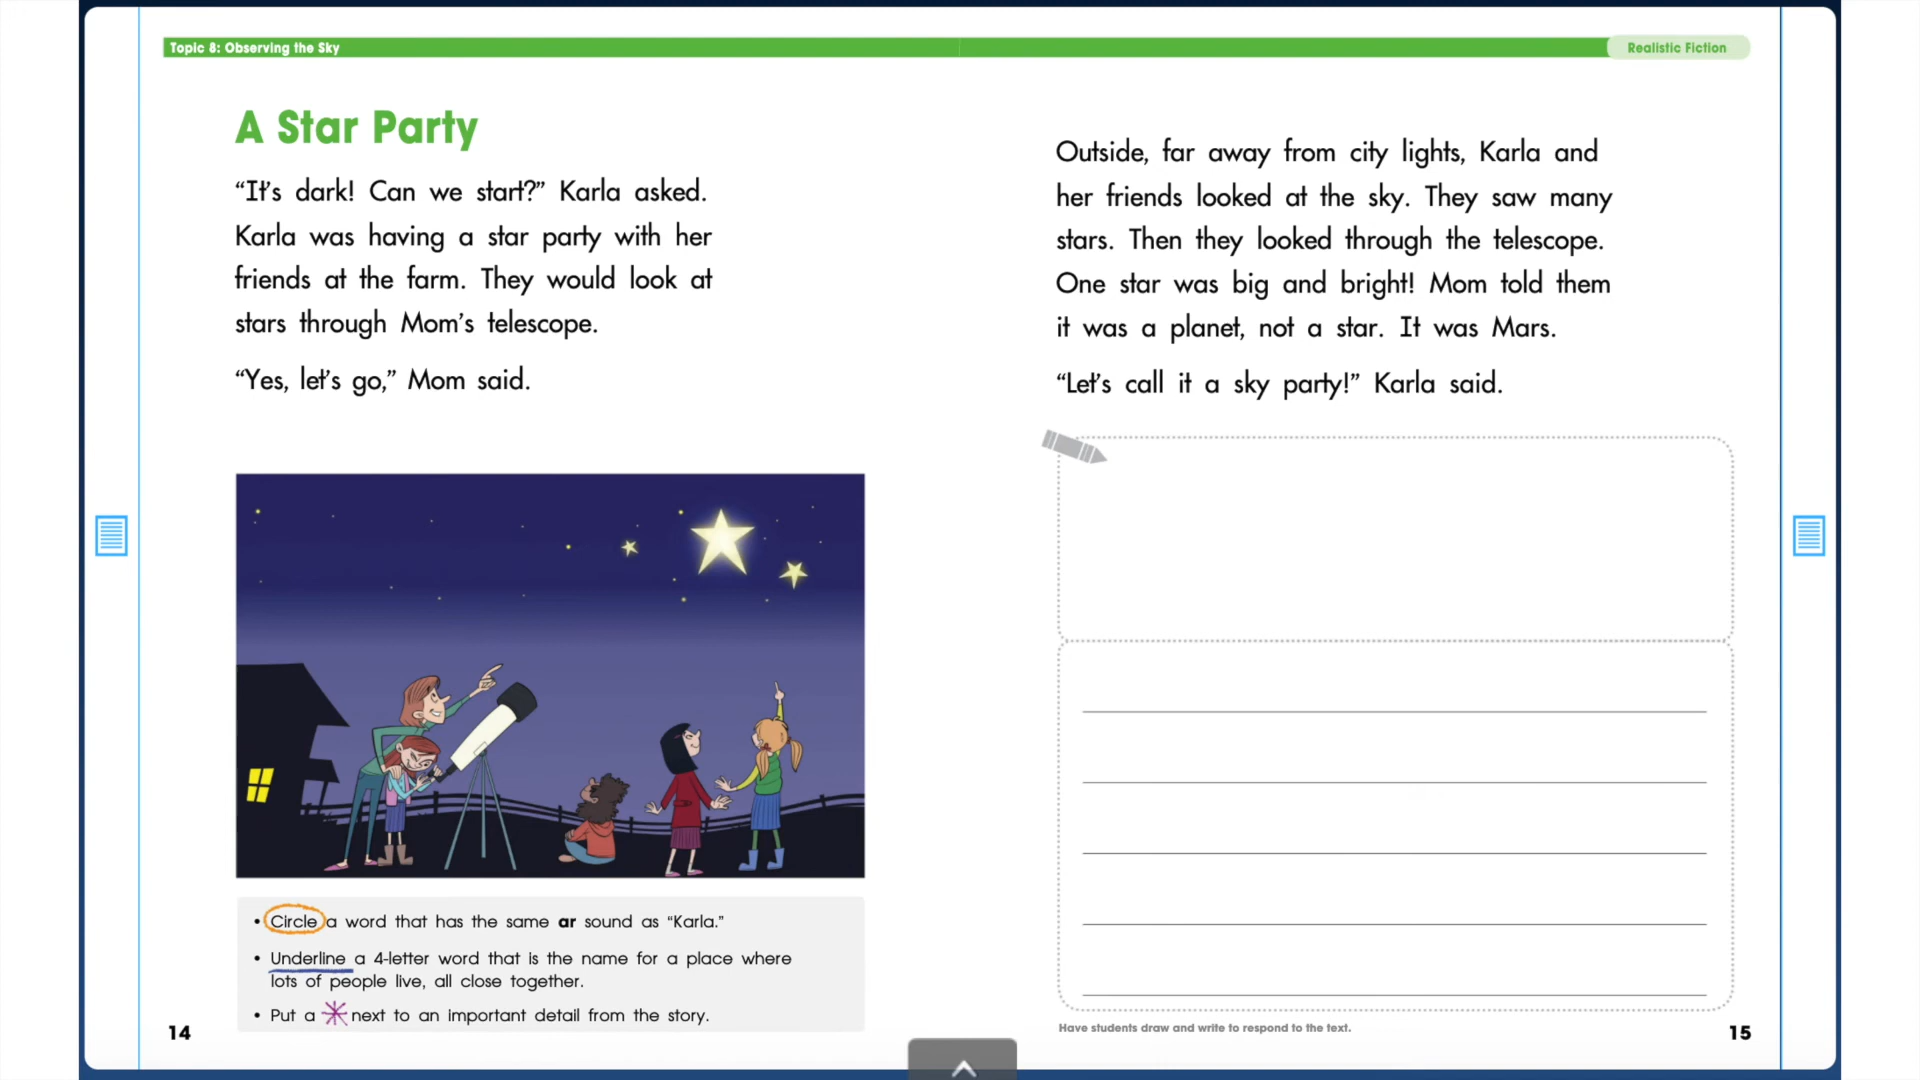 Topic 8: Observing the Sky
Realistic Fiction
A Star Party
“It’s dark! Can we start?” Karla asked.
Karla was having a star party with her
friends at the farm. They would look at
stars through Mom’s telescope.
“Yes, let’s go,” Mom said.
• Circle a word that has the same ar sound as “Karla.”
• Underline a 4-letter word that is the name for a place where
lots of people live, all close together.
• Put a next to an important detail from the story.
14
Outside, far away from city lights, Karla and
her friends looked at the sky. They saw many
stars. Then they looked through the telescope.
One star was big and bright! Mom told them
it was a planet, not a star. It was Mars.
“Let’s call it a sky party!” Karla said.
Have students draw and write to respond to the text.
15